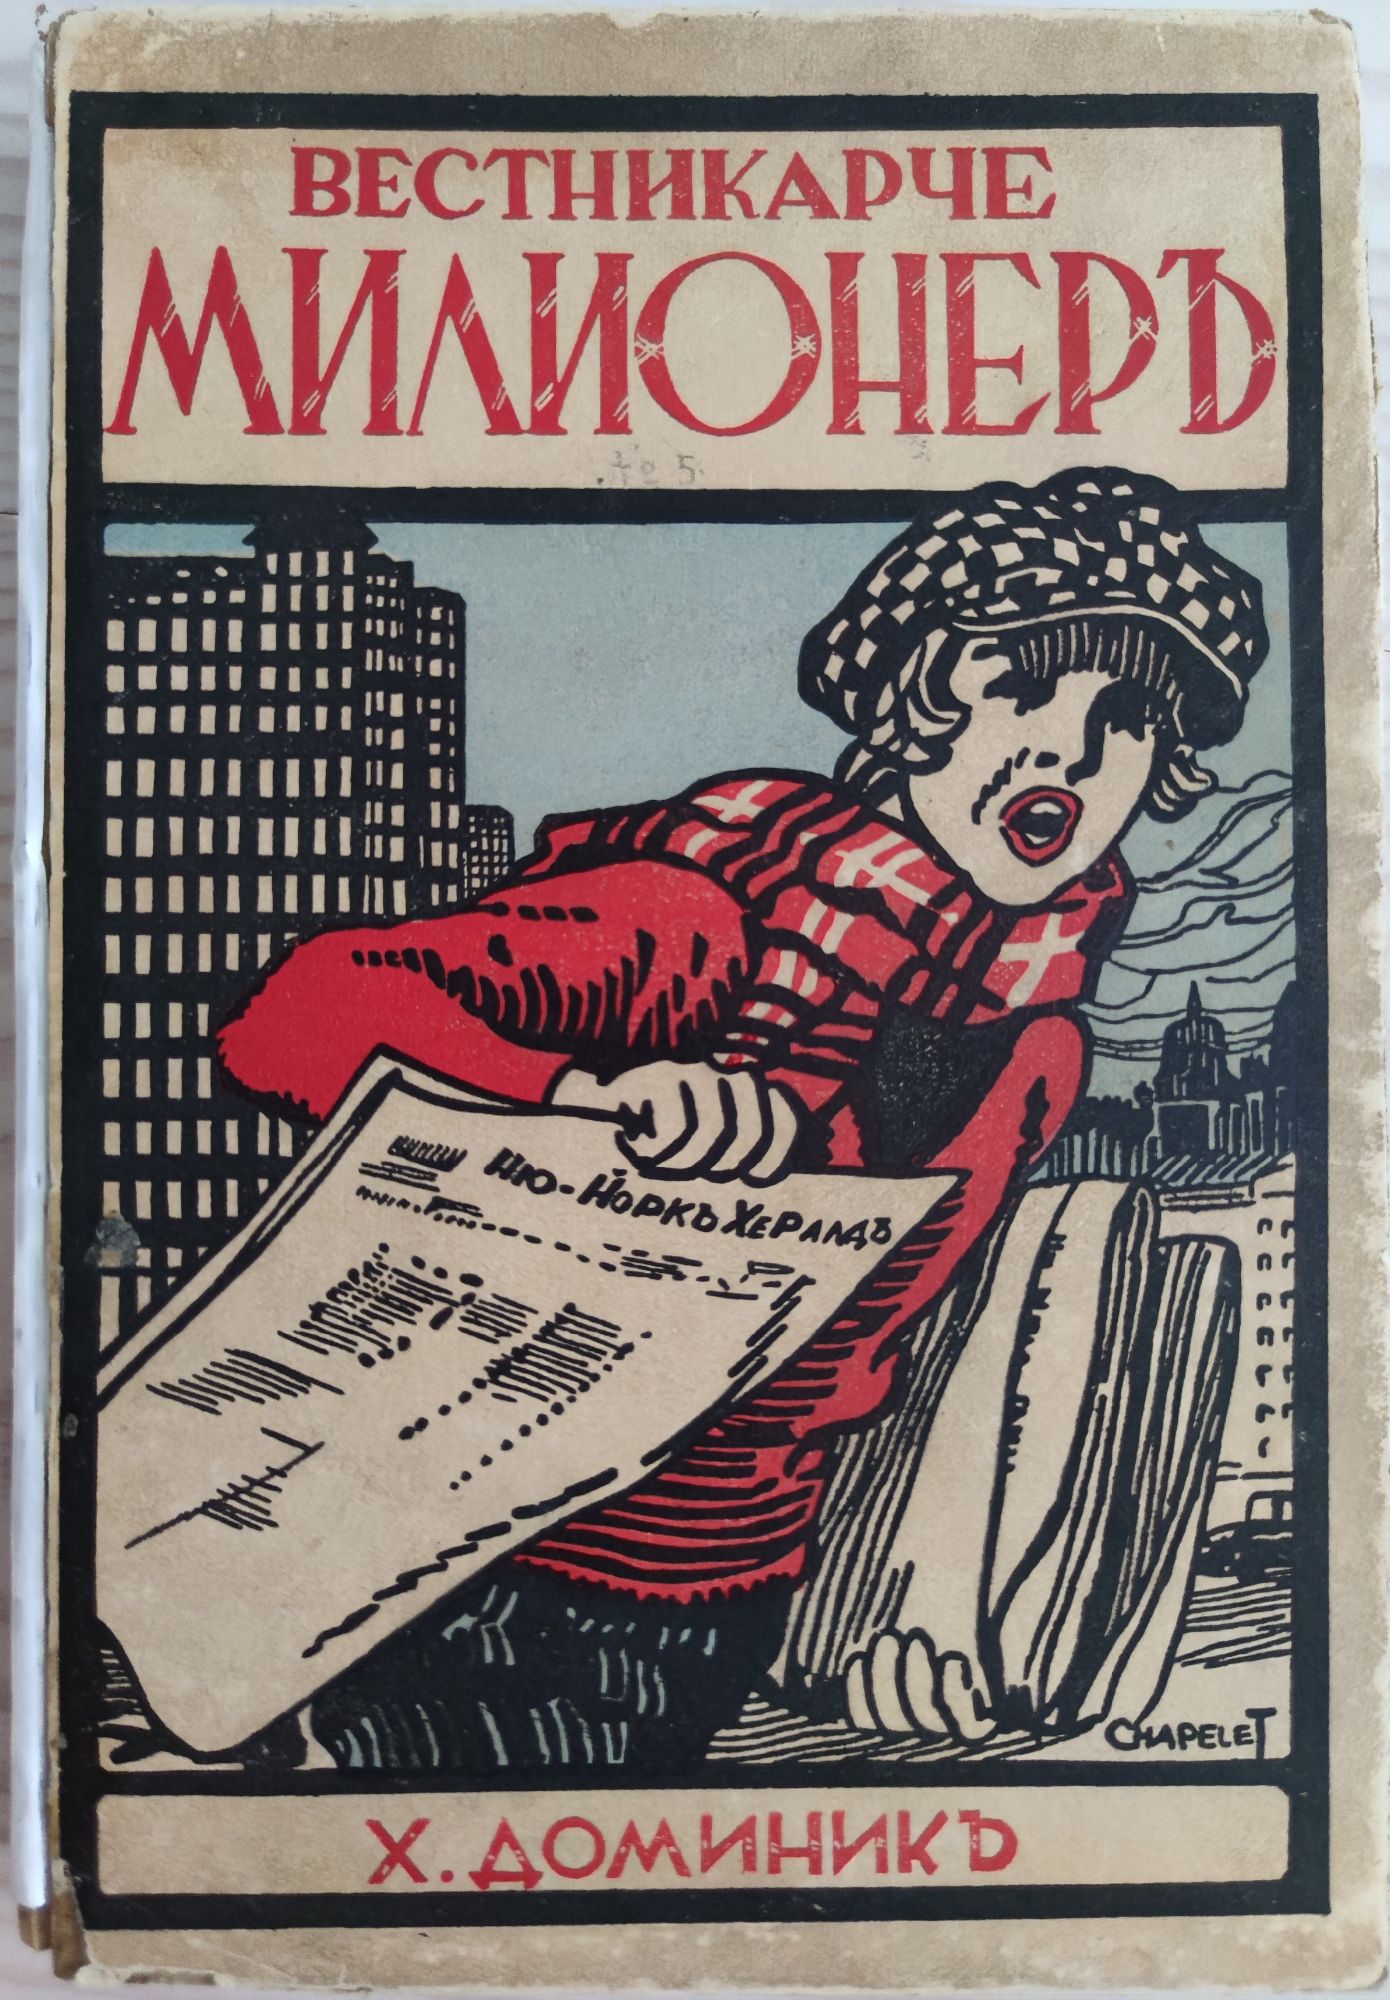 ВЕСТНИКАРЧЕ
МИЛИОНЕРЪ
№ 5.
НЮ-ЙОРКЪ ХЕРАЛДЪ
CHAPELET
Х. ДОМИНИКЪ